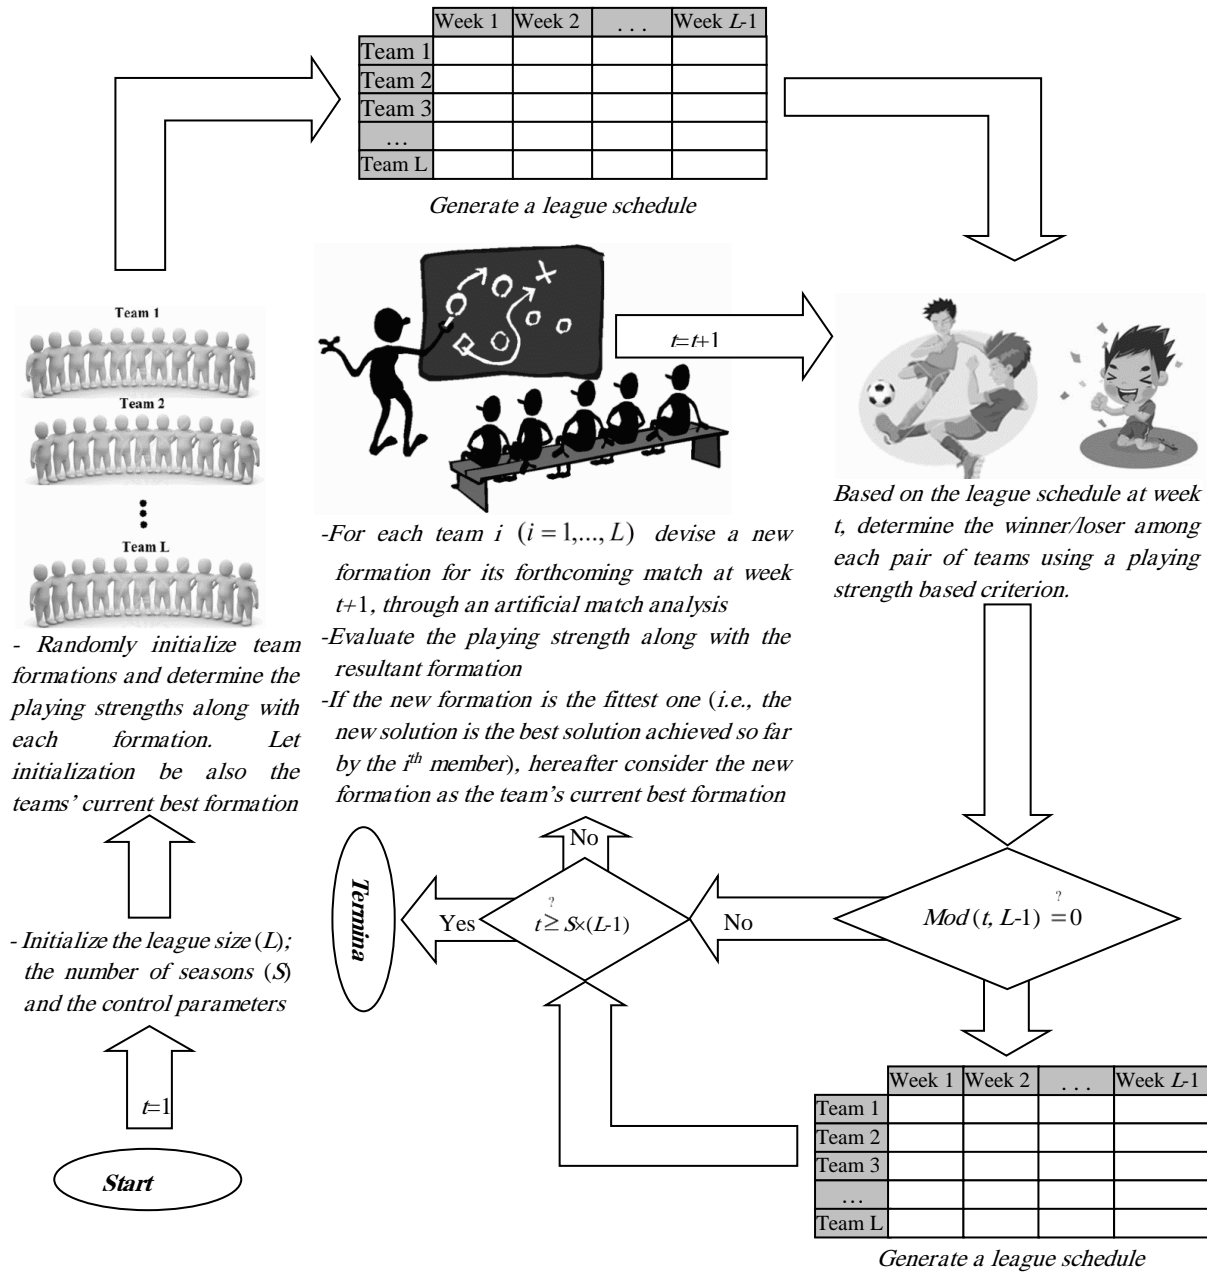 Week 1 Week 2 . . . Week L-1
Team 1
Team 2
Team 3
…
Team L
Generate a league schedule
Team 1
Team 2
Team L
- Randomly initialize team
formations and determine the
playing strengths along with
each formation. Let
initialization be also the
teams’ current best formation
t=t+1
-For each team i (i = 1,..., L) devise a new
formation for its forthcoming match at week
t+1, through an artificial match analysis
-Evaluate the playing strength along with the
resultant formation
-If the new formation is the fittest one (i.e., the
new solution is the best solution achieved so far
by the ith member), hereafter consider the new
formation as the team’s current best formation
Based on the league schedule at week
t, determine the winner/loser among
each pair of teams using a playing
strength based criterion.
No
Termina
Yes
?
t ≥ S×(L-1)
No
?
Mod (t, L-1) = 0
- Initialize the league size (L);
the number of seasons (S)
and the control parameters
t=1
Start
Week 1 Week 2 . . . Week L-1
Team 1
Team 2
Team 3
…
Team L
Generate a league schedule